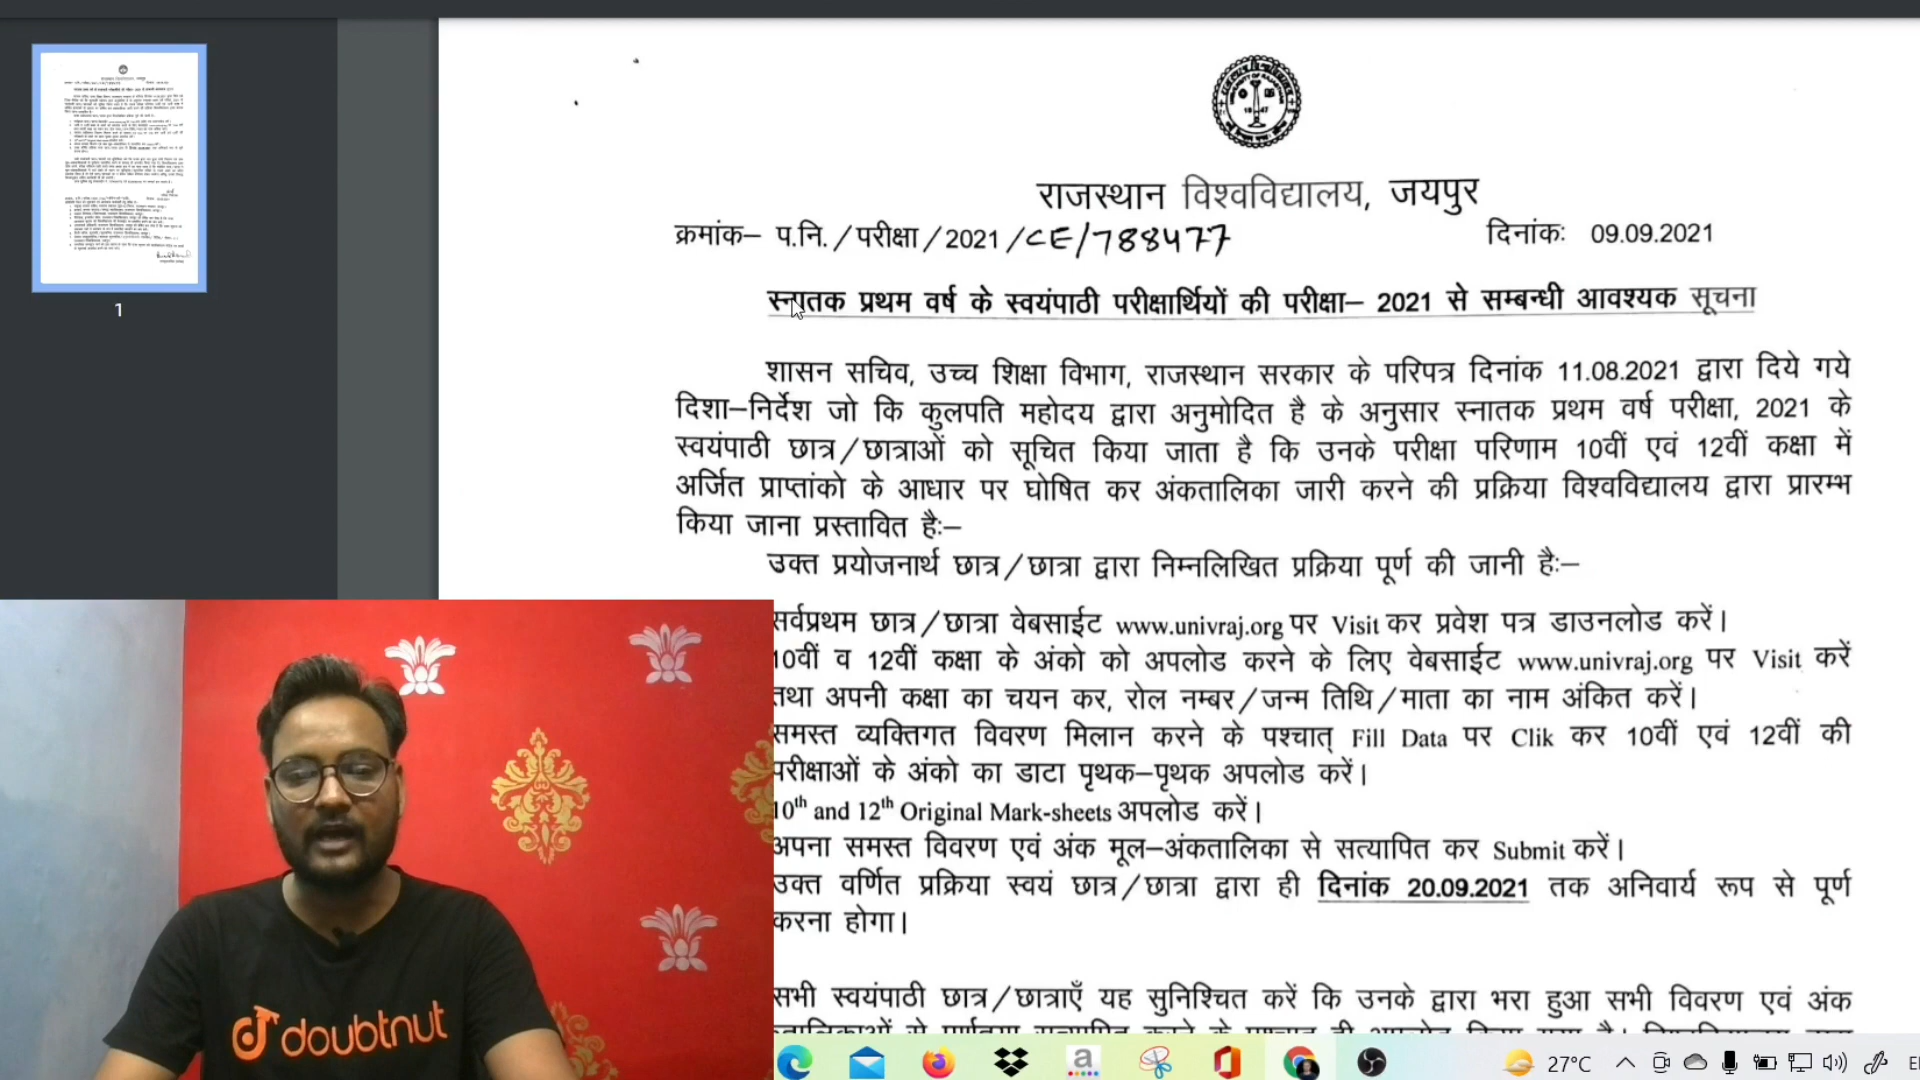 राजस्थान विश्वविद्यालय, जयपुर
क्रमांक– प.नि./परीक्षा/2021/CE/788477 दिनांकः 09.09.2021
स्नातक प्रथम वर्ष के स्वयंपाठी परीक्षार्थियों की परीक्षा– 2021 से सम्बन्धी आवश्यक सूचना
शासन सचिव, उच्च शिक्षा विभाग, राजस्थान सरकार के परिपत्र दिनांक 11.08.2021 द्वारा दिये गये
दिशा–निर्देश जो कि कुलपति महोदय द्वारा अनुमोदित है के अनुसार स्नातक प्रथम वर्ष परीक्षा, 2021 के
स्वयंपाठी छात्र/छात्राओं को सूचित किया जाता है कि उनके परीक्षा परिणाम 10वीं एवं 12वीं कक्षा में
अर्जित प्राप्तांको के आधार पर घोषित कर अंकतालिका जारी करने की प्रक्रिया विश्वविद्यालय द्वारा प्रारम्भ
किया जाना प्रस्तावित है:–
उक्त प्रयोजनार्थ छात्र/छात्रा द्वारा निम्नलिखित प्रक्रिया पूर्ण की जानी है:–
सर्वप्रथम छात्र/छात्रा वेबसाईट www.univraj.org पर Visit कर प्रवेश पत्र डाउनलोड करें।
10वीं व 12वीं कक्षा के अंको को अपलोड करने के लिए वेबसाईट www.univraj.org पर Visit करें
तथा अपनी कक्षा का चयन कर, रोल नम्बर/जन्म तिथि/माता का नाम अंकित करें।
समस्त व्यक्तिगत विवरण मिलान करने के पश्चात् Fill Data पर Clik कर 10वीं एवं 12वीं की
परीक्षाओं के अंको का डाटा पृथक–पृथक अपलोड करें।
10th and 12th Original Mark-sheets अपलोड करें।
अपना समस्त विवरण एवं अंक मूल–अंकतालिका से सत्यापित कर Submit करें।
उक्त वर्णित प्रक्रिया स्वयं छात्र/छात्रा द्वारा ही दिनांक 20.09.2021 तक अनिवार्य रूप से पूर्ण
करना होगा।
सभी स्वयंपाठी छात्र/छात्राएँ यह सुनिश्चित करें कि उनके द्वारा भरा हुआ सभी विवरण एवं अंक
1
doubtnut
27°C